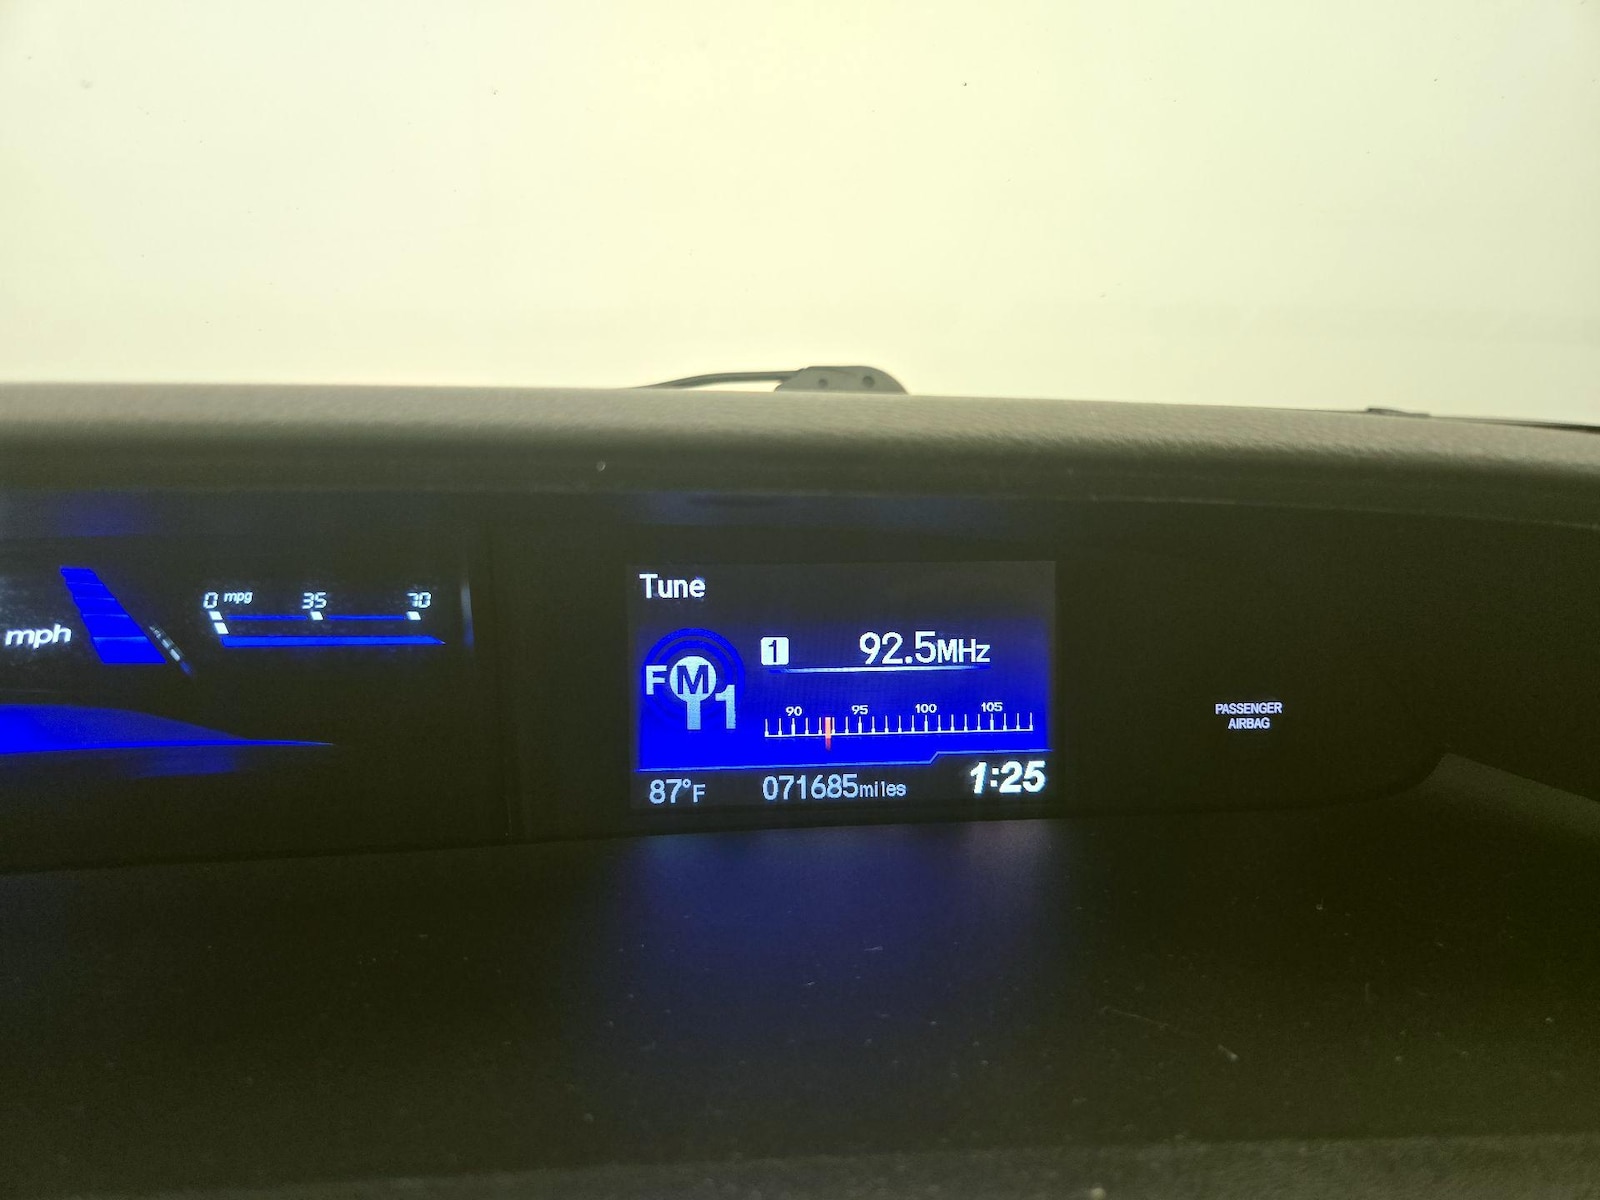 mph
0 mpg 35 70
Tune
1 92.5MHz
FM1
90 95 100 105
87°F 071685miles 1:25
PASSENGER
AIRBAG